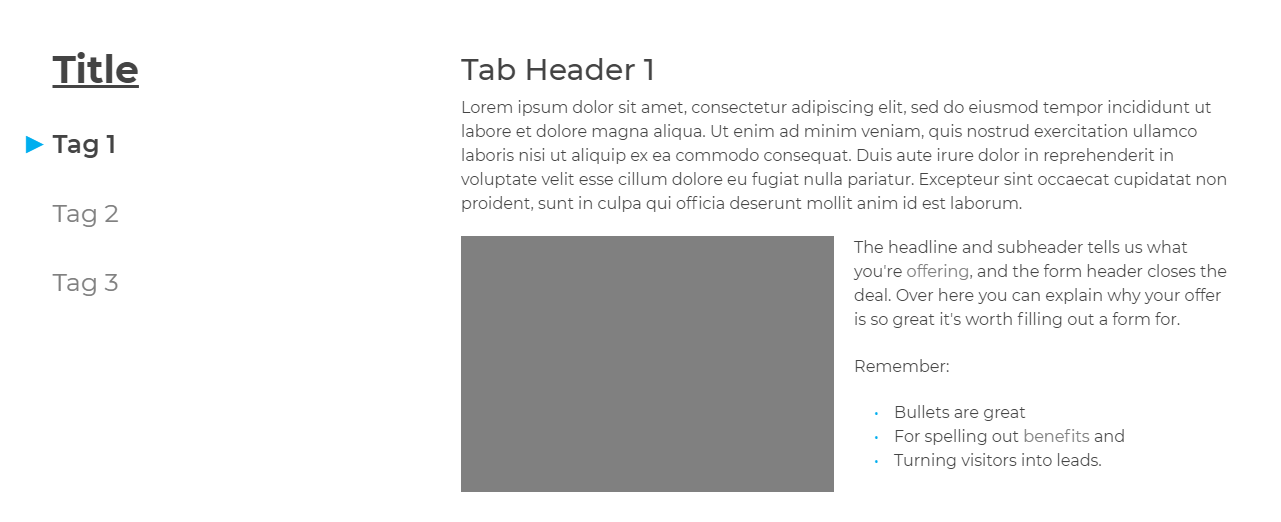 Title
Tag 1
Tag 2
Tag 3
Tab Header 1
Lorem ipsum dolor sit amet, consectetur adipiscing elit, sed do eiusmod tempor incididunt ut
labore et dolore magna aliqua. Ut enim ad minim veniam, quis nostrud exercitation ullamco
laboris nisi ut aliquip ex ea commodo consequat. Duis aute irure dolor in reprehenderit in
voluptate velit esse cillum dolore eu fugiat nulla pariatur. Excepteur sint occaecat cupidatat non
proident, sunt in culpa qui officia deserunt mollit anim id est laborum.
The headline and subheader tells us what
you're offering, and the form header closes the
deal. Over here you can explain why your offer
is so great it's worth filling out a form for.
Remember:
• Bullets are great
• For spelling out benefits and
• Turning visitors into leads.